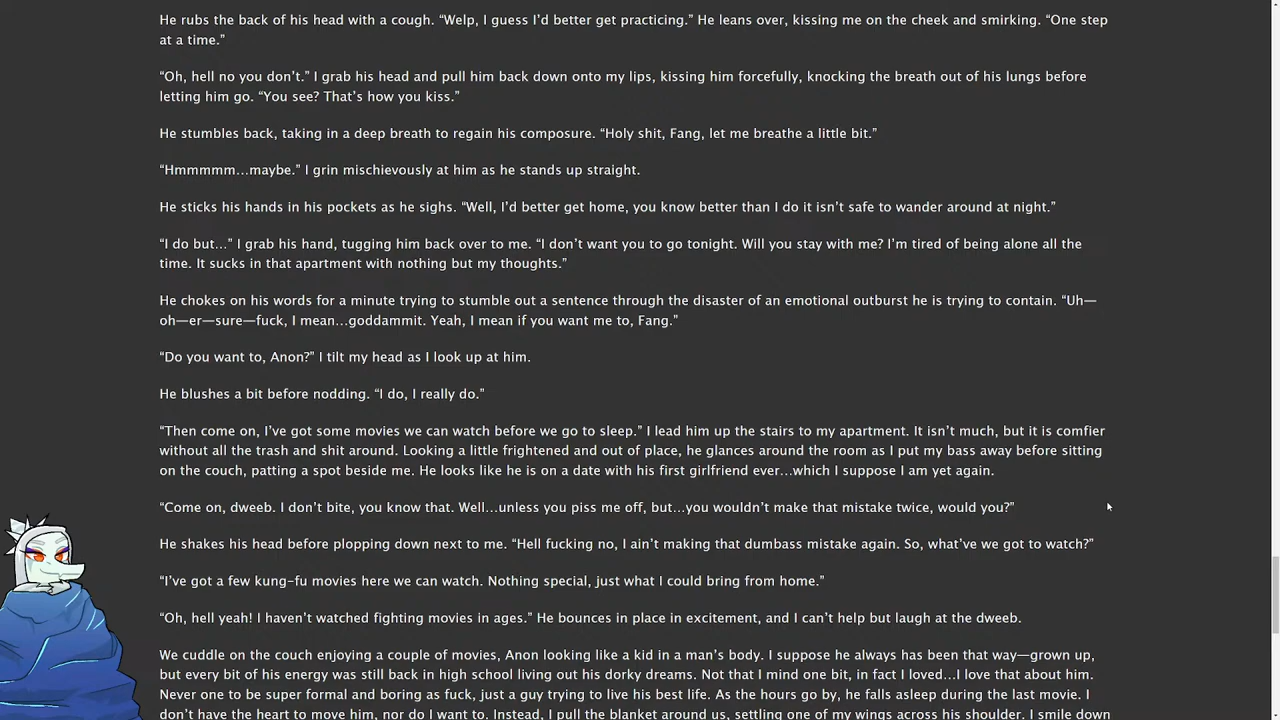 He rubs the back of his head with a cough. “Welp, I guess I’d better get practicing.” He leans over, kissing me on the cheek and smirking. “One step
at a time.”
“Oh, hell no you don’t.” I grab his head and pull him back down onto my lips, kissing him forcefully, knocking the breath out of his lungs before
letting him go. “You see? That’s how you kiss.”
He stumbles back, taking in a deep breath to regain his composure. “Holy shit, Fang, let me breathe a little bit.”
“Hmmmmm…maybe.” I grin mischievously at him as he stands up straight.
He sticks his hands in his pockets as he sighs. “Well, I’d better get home, you know better than I do it isn’t safe to wander around at night.”
“I do but…” I grab his hand, tugging him back over to me. “I don’t want you to go tonight. Will you stay with me? I’m tired of being alone all the
time. It sucks in that apartment with nothing but my thoughts.”
He chokes on his words for a minute trying to stumble out a sentence through the disaster of an emotional outburst he is trying to contain. “Uh—
oh—er—sure—fuck, I mean…goddammit. Yeah, I mean if you want me to, Fang.”
“Do you want to, Anon?” I tilt my head as I look up at him.
He blushes a bit before nodding. “I do, I really do.”
“Then come on, I’ve got some movies we can watch before we go to sleep.” I lead him up the stairs to my apartment. It isn’t much, but it is comfier
without all the trash and shit around. Looking a little frightened and out of place, he glances around the room as I put my bass away before sitting
on the couch, patting a spot beside me. He looks like he is on a date with his first girlfriend ever…which I suppose I am yet again.
“Come on, dweeb. I don’t bite, you know that. Well…unless you piss me off, but…you wouldn’t make that mistake twice, would you?”
He shakes his head before plopping down next to me. “Hell fucking no, I ain’t making that dumbass mistake again. So, what’ve we got to watch?”
“I’ve got a few kung-fu movies here we can watch. Nothing special, just what I could bring from home.”
“Oh, hell yeah! I haven’t watched fighting movies in ages.” He bounces in place in excitement, and I can’t help but laugh at the dweeb.
We cuddle on the couch enjoying a couple of movies, Anon looking like a kid in a man’s body. I suppose he always has been that way—grown up,
but every bit of his energy was still back in high school living out his dorky dreams. Not that I mind one bit, in fact I loved…I love that about him.
Never one to be super formal and boring as fuck, just a guy trying to live his best life. As the hours go by, he falls asleep during the last movie. I
don’t have the heart to move him, nor do I want to. Instead, I pull the blanket around us, settling one of my wings across his shoulder. I smile down